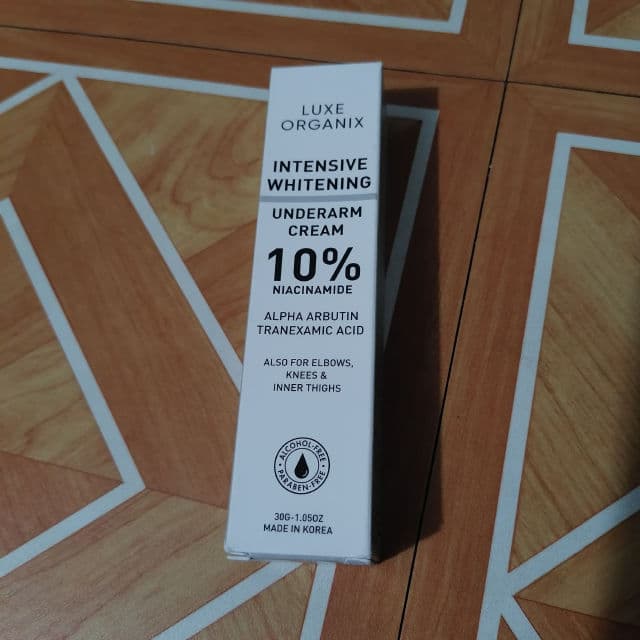 LUXE
ORGANIX
INTENSIVE
WHITENING
UNDERARM
CREAM
10%
NIACINAMIDE
ALPHA ARBUTIN
TRANEXAMIC ACID
ALSO FOR ELBOWS,
KNEES &
INNER THIGHS
ALCOHOL-FREE
PARABEN-FREE
30G-1.05OZ
MADE IN KOREA